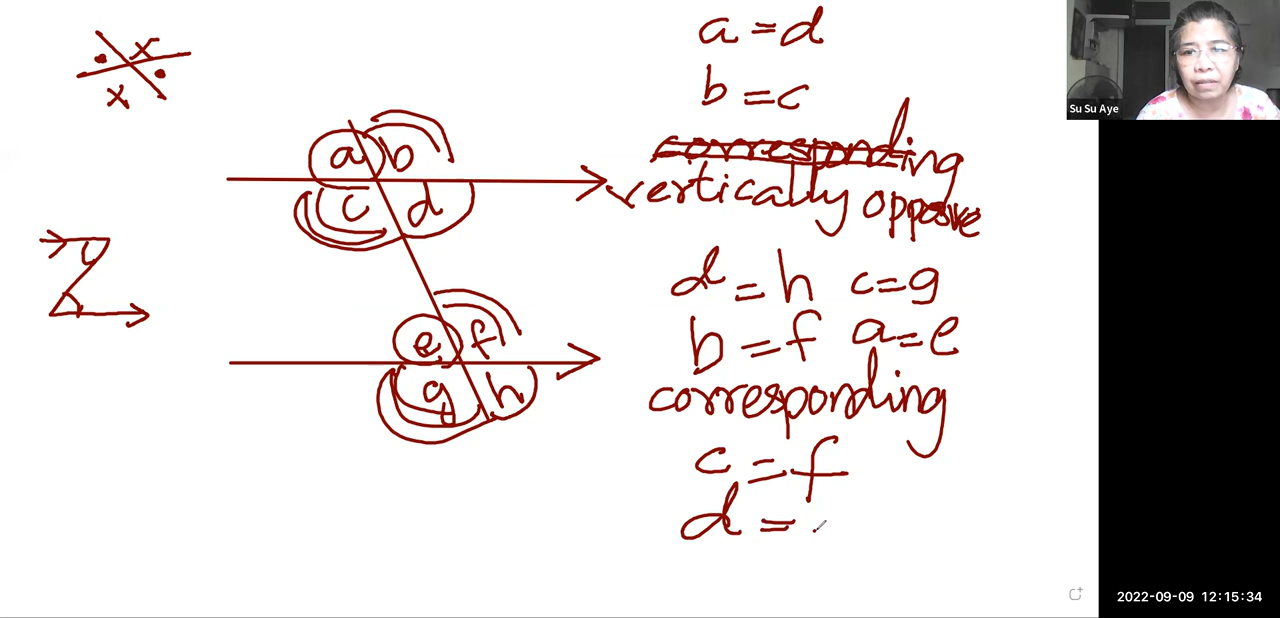 x
x
a = d
b = c
corresponding
vertically opposite
a b
c d
d = h c = g
b = f a = e
corresponding
e f
g h
c = f
d =
Su Su Aye
2022-09-09 12:15:34